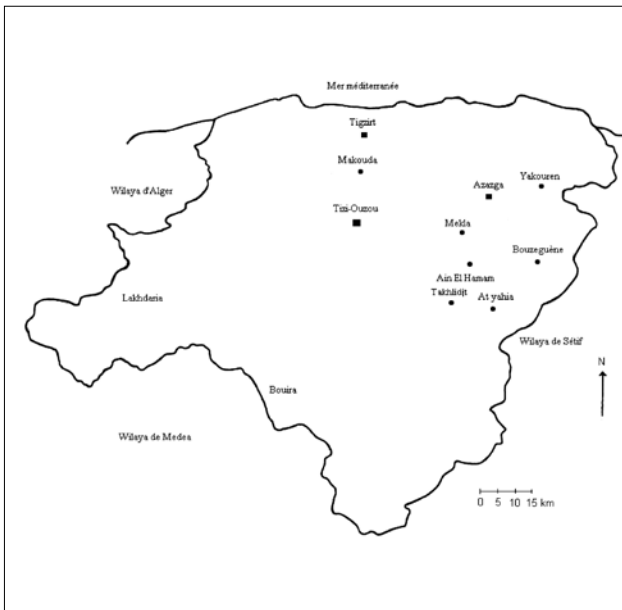 Mer méditerranée
Tigzirt
Makouda
Wilaya d'Alger
Yakouren
Azazga
Tizi-Ouzou
Mekla
Bouzeguène
Ain El Hamam
Lakhdaria
Takhlidjt
At yahia
Wilaya de Sétif
N
Bouira
Wilaya de Medea
0 5 10 15 km